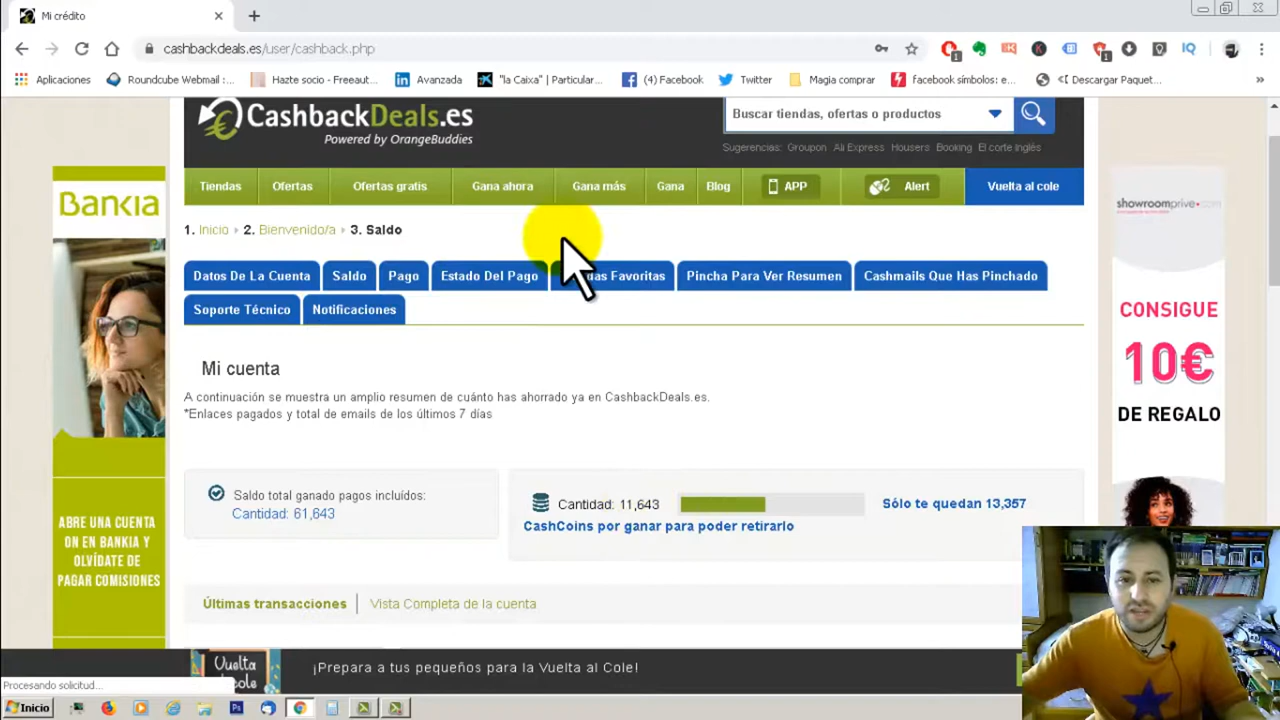 Mi crédito
cashbackdeals.es/user/cashback.php
1
1
Aplicaciones
Roundcube Webmail :...
Hazte socio - Freeaut...
Avanzada
"la Caixa" | Particular...
(4) Facebook
Twitter
Magia comprar
facebook símbolos: e...
Descargar Paquet...
»
CashbackDeals.es
Powered by OrangeBuddies
Buscar tiendas, ofertas o productos
Sugerencias: Groupon Ali Express Housers Booking El corte Inglés
Tiendas Ofertas Ofertas gratis Gana ahora Gana más Gana Blog APP Alert Vuelta al cole
1. Inicio 2. Bienvenido/a 3. Saldo
Datos De La Cuenta Saldo Pago Estado Del Pago das Favoritas Pincha Para Ver Resumen Cashmails Que Has Pinchado
Soporte Técnico Notificaciones
Mi cuenta
A continuación se muestra un amplio resumen de cuánto has ahorrado ya en CashbackDeals.es.
*Enlaces pagados y total de emails de los últimos 7 días
Saldo total ganado pagos incluídos:
Cantidad: 61,643
Cantidad: 11,643
Sólo te quedan 13,357
CashCoins por ganar para poder retirarlo
Últimas transacciones
Vista Completa de la cuenta
Vuelta
cole
¡Prepara a tus pequeños para la Vuelta al Cole!
Bankia
ABRE UNA CUENTA
ON EN BANKIA Y
OLVÍDATE DE
PAGAR COMISIONES
showroomprive.com
CONSIGUE
10€
DE REGALO
Procesando solicitud...
Inicio